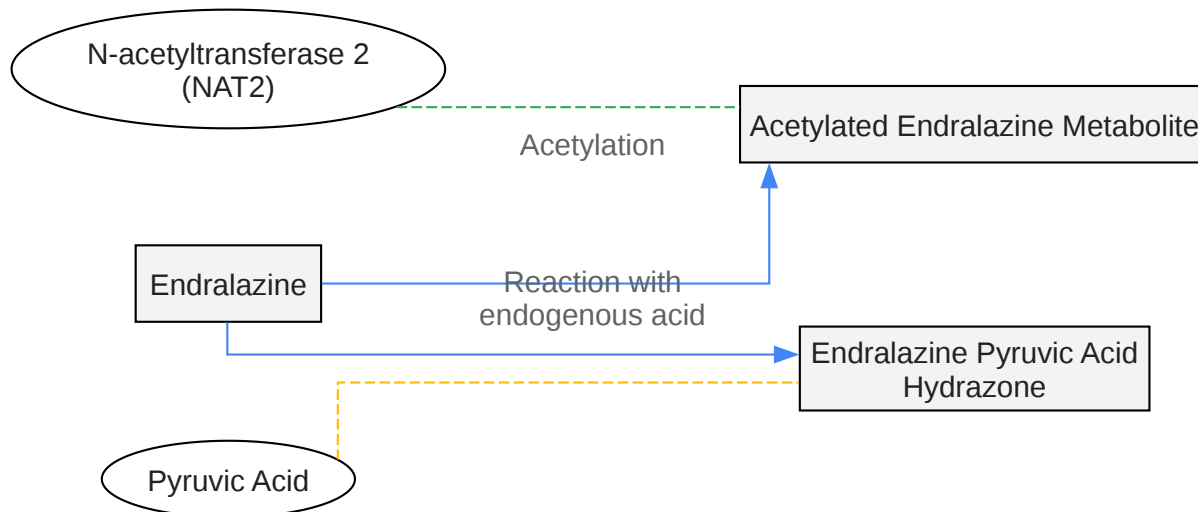 N-acetyltransferase 2
(NAT2)
Acetylated Endralazine Metabolite
Acetylation
Endralazine
Reaction with
endogenous acid
Endralazine Pyruvic Acid
Hydrazone
Pyruvic Acid